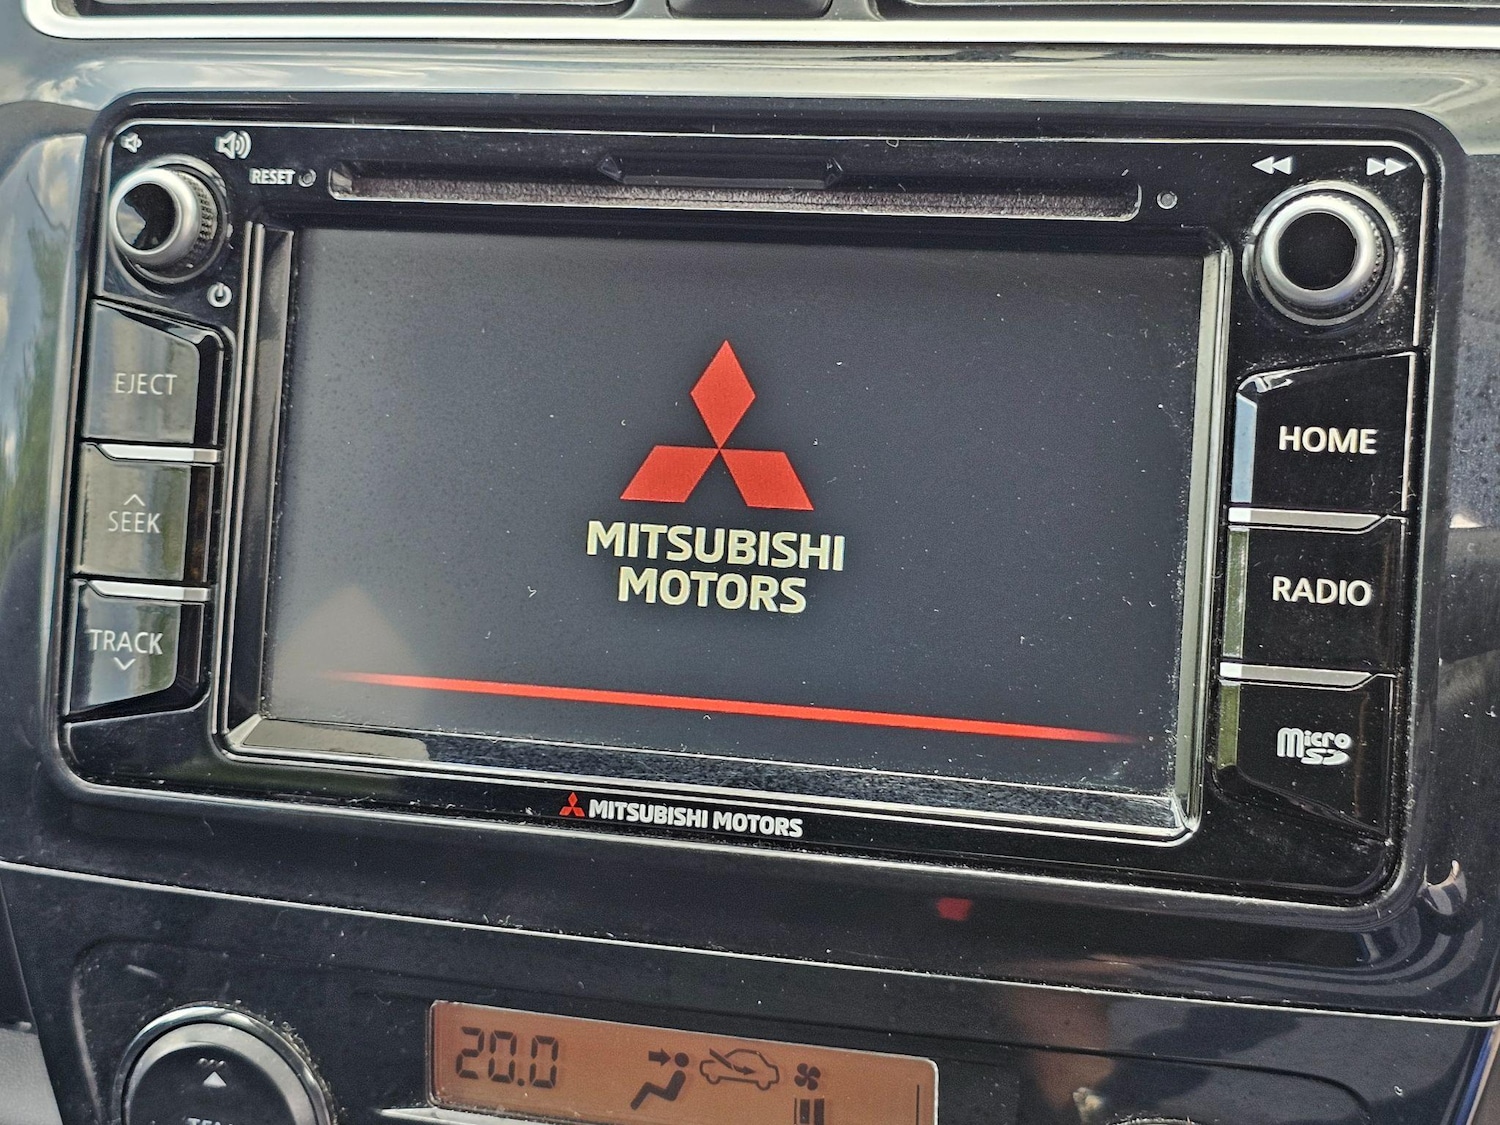 RESET
EJECT
SEEK
TRACK
MITSUBISHI
MOTORS
HOME
RADIO
Micro
SD
MITSUBISHI MOTORS
20.0